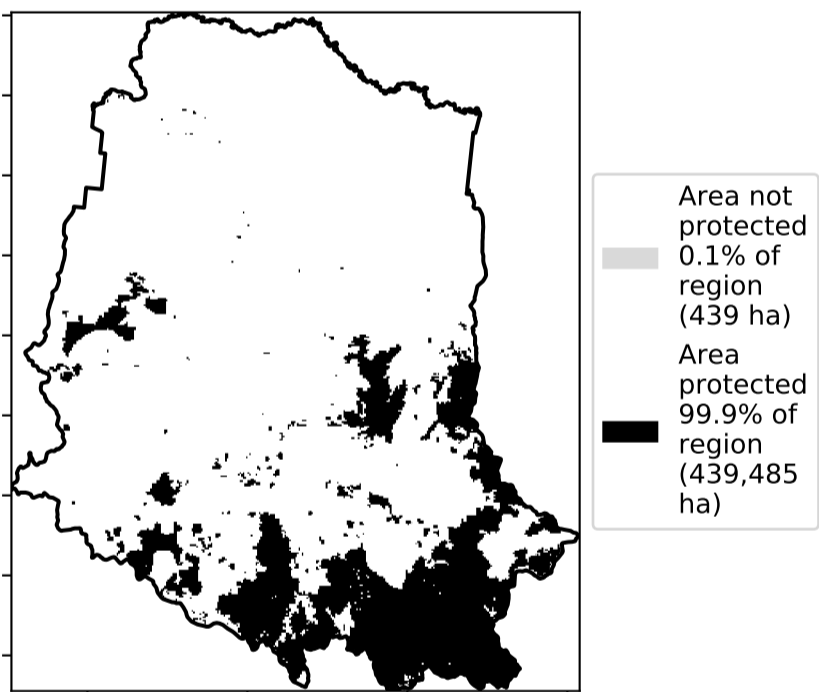 Area not
protected
0.1% of
region
(439 ha)
Area
protected
99.9% of
region
(439,485
ha)